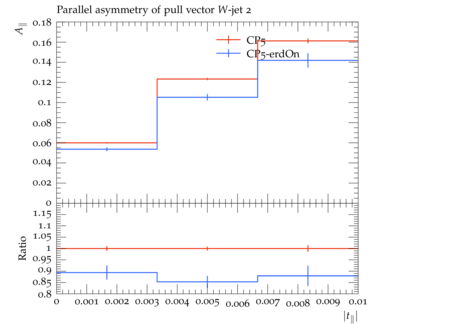 Parallel asymmetry of pull vector W-jet 2
A∥
0.18
0.16
0.14
0.12
0.1
0.08
0.06
0.04
0.02
0
CP5
CP5-erdOn
Ratio
1.15
1.1
1.05
1
0.95
0.9
0.85
0.8
0 0.001 0.002 0.003 0.004 0.005 0.006 0.007 0.008 0.009 0.01
|t∥|